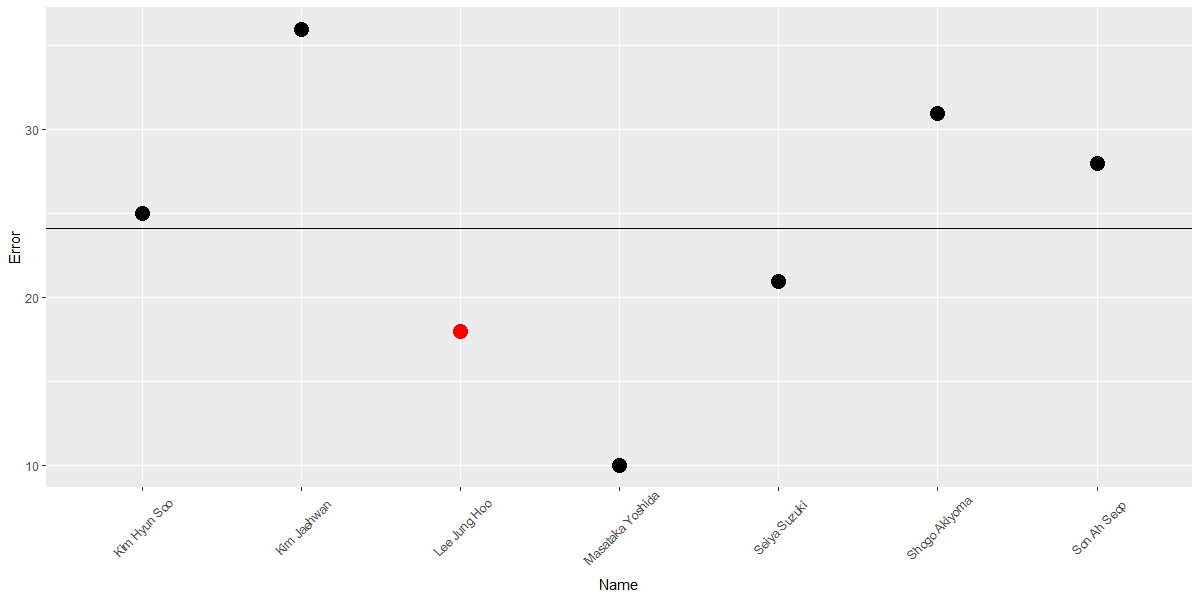 Error
30
20
10
Kim Hyun Soo
Kim Jaehwan
Lee Jung Hoo
Masataka Yoshida
Seiya Suzuki
Shogo Akiyoma
Son Ah Seop
Name